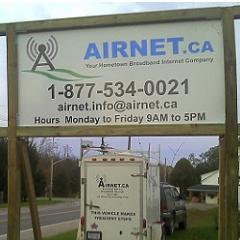 AIRNET.CA
Your Hometown Broadband Internet Company
1-877-534-0021
airnet.info@airnet.ca
Hours Monday to Friday 9AM to 5PM
AIRNET.CA
THIS VEHICLE MAKES
FREQUENT STOPS